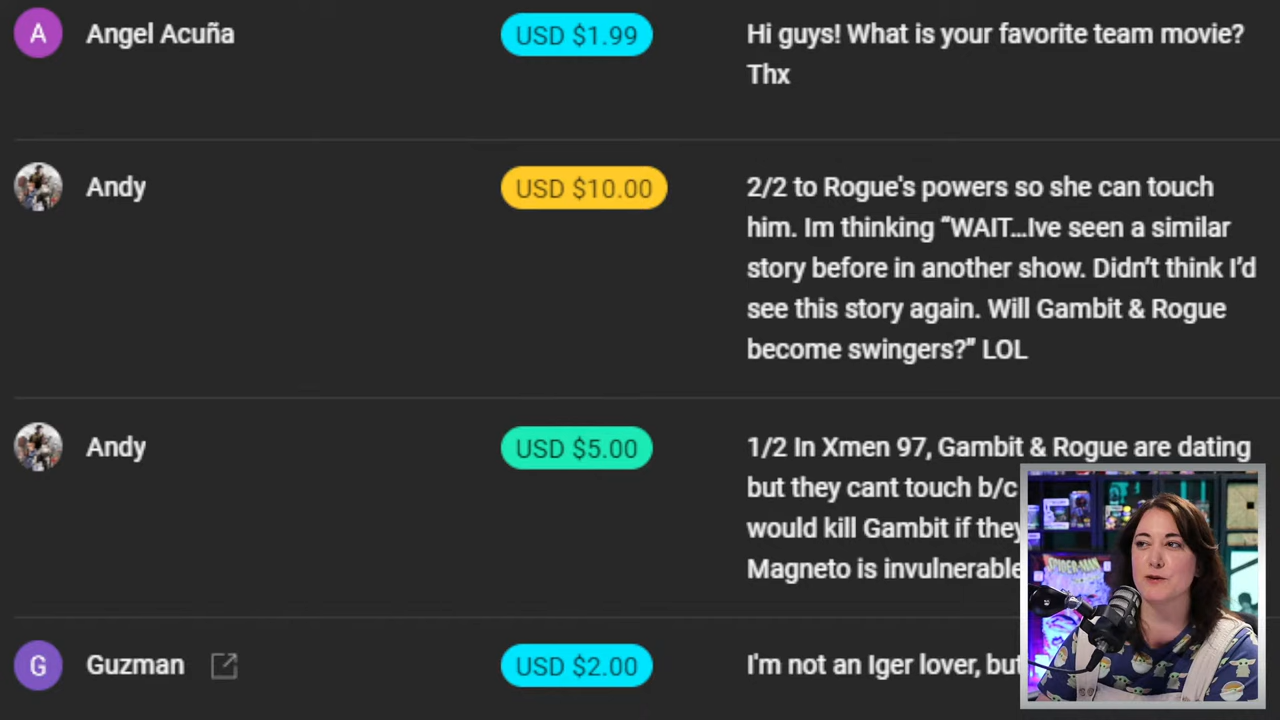 A
Angel Acuña
USD $1.99
Hi guys! What is your favorite team movie?
Thx
Andy
USD $10.00
2/2 to Rogue's powers so she can touch
him. Im thinking “WAIT…Ive seen a similar
story before in another show. Didn’t think I’d
see this story again. Will Gambit & Rogue
become swingers?” LOL
Andy
USD $5.00
1/2 In Xmen 97, Gambit & Rogue are dating
but they cant touch b/c
would kill Gambit if they
Magneto is invulnerable
G
Guzman
USD $2.00
I'm not an Iger lover, but
SPIDER-MAN